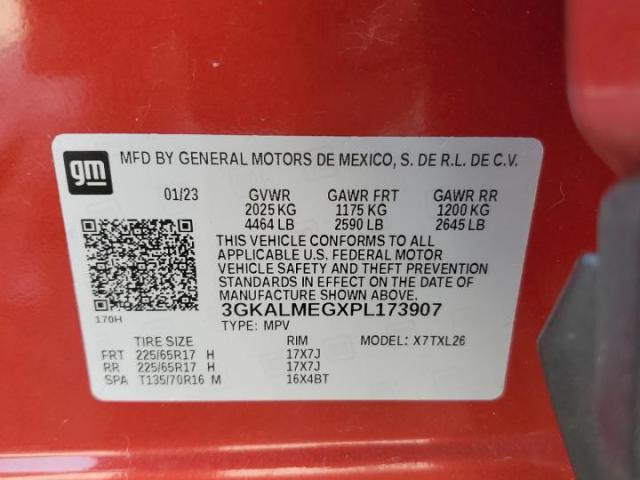 gm
MFD BY GENERAL MOTORS DE MEXICO, S. DE R.L. DE C.V.
01/23 GVWR GAWR FRT GAWR RR
2025 KG 1175 KG 1200 KG
4464 LB 2590 LB 2645 LB
THIS VEHICLE CONFORMS TO ALL
APPLICABLE U.S. FEDERAL MOTOR
VEHICLE SAFETY AND THEFT PREVENTION
STANDARDS IN EFFECT ON THE DATE OF
MANUFACTURE SHOWN ABOVE.
170H 3GKALMEGXPL173907
TYPE: MPV
TIRE SIZE RIM MODEL: X7TXL26
FRT 225/65R17 H 17X7J
RR 225/65R17 H 17X7J
SPA T135/70R16 M 16X4BT